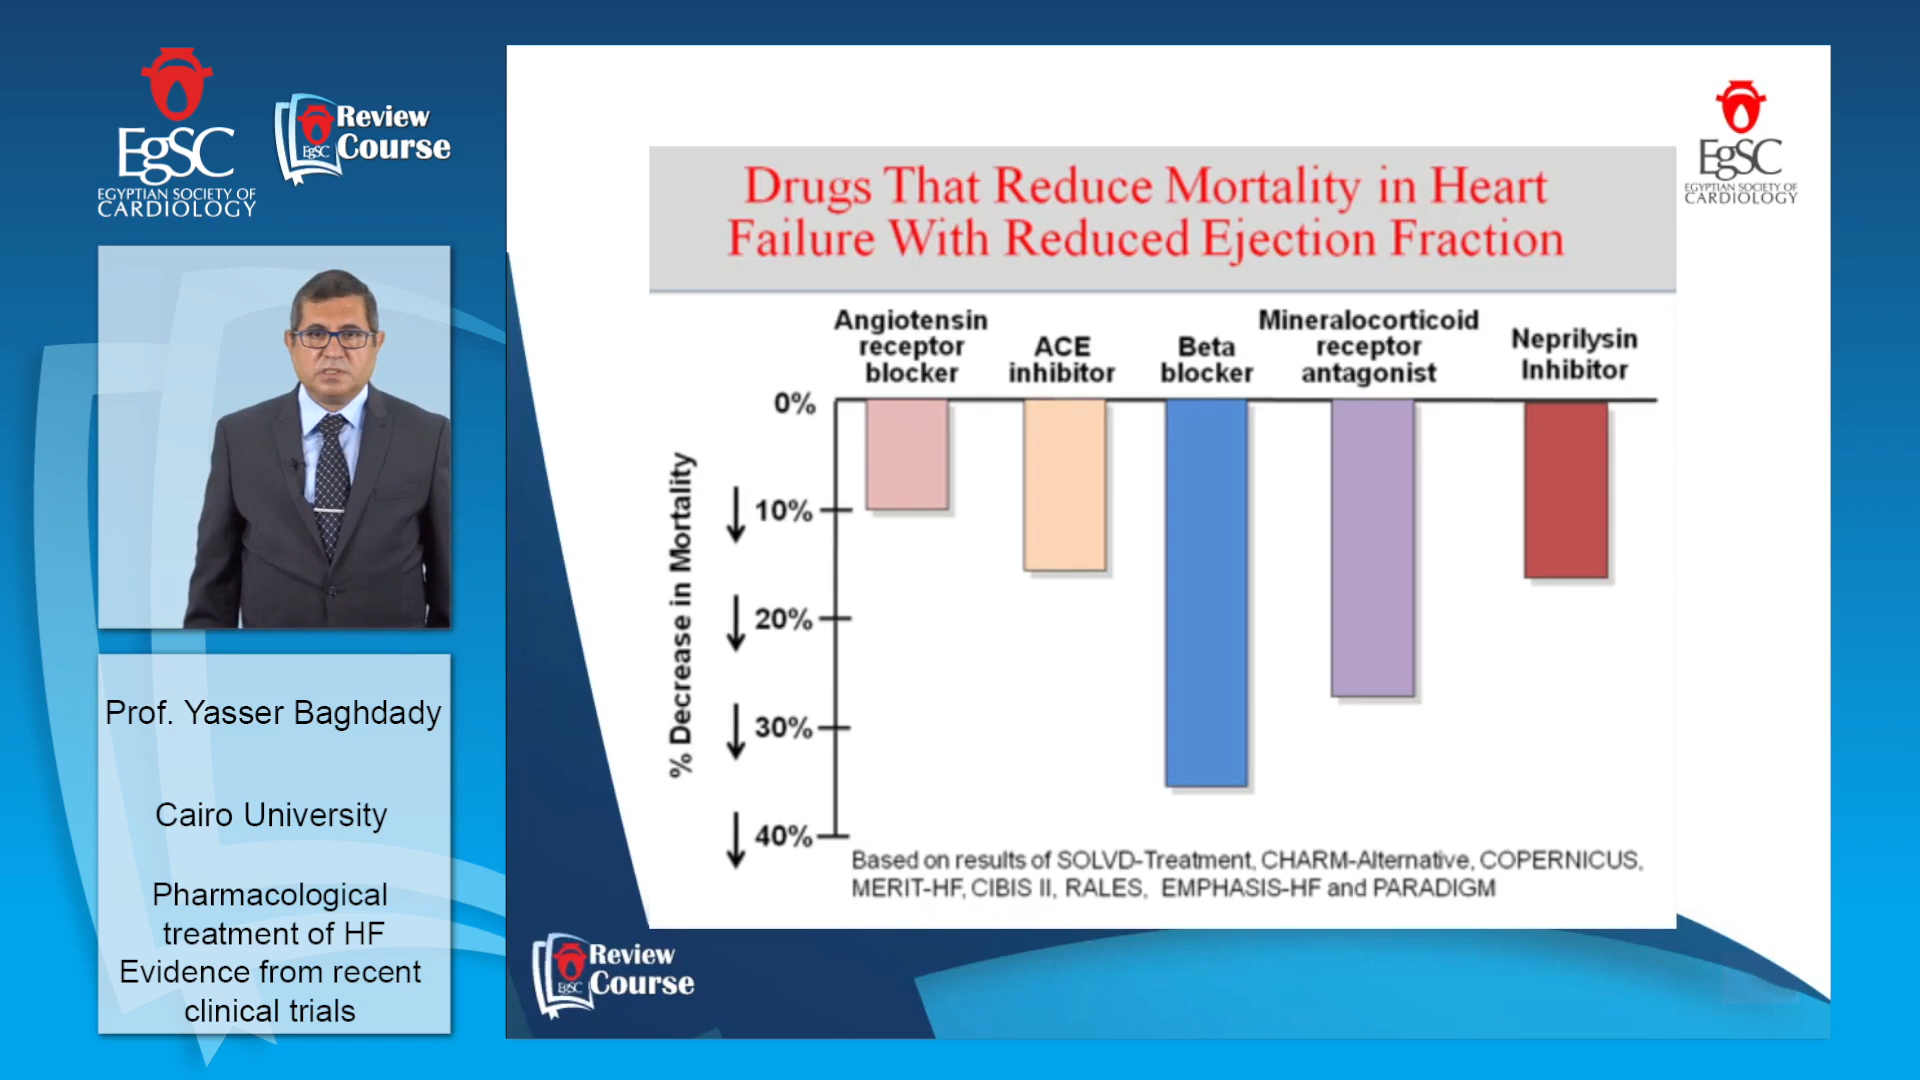 EgSC
EGYPTIAN SOCIETY OF
CARDIOLOGY
Review
Course
EgSC
Prof. Yasser Baghdady
Cairo University
Pharmacological
treatment of HF
Evidence from recent
clinical trials
EgSC
EGYPTIAN SOCIETY OF
CARDIOLOGY
Drugs That Reduce Mortality in Heart
Failure With Reduced Ejection Fraction
Angiotensin
receptor
blocker
ACE
inhibitor
Beta
blocker
Mineralocorticoid
receptor
antagonist
Neprilysin
Inhibitor
% Decrease in Mortality
0%
10%
20%
30%
40%
Based on results of SOLVD-Treatment, CHARM-Alternative, COPERNICUS,
MERIT-HF, CIBIS II, RALES, EMPHASIS-HF and PARADIGM
Review
Course
EgSC